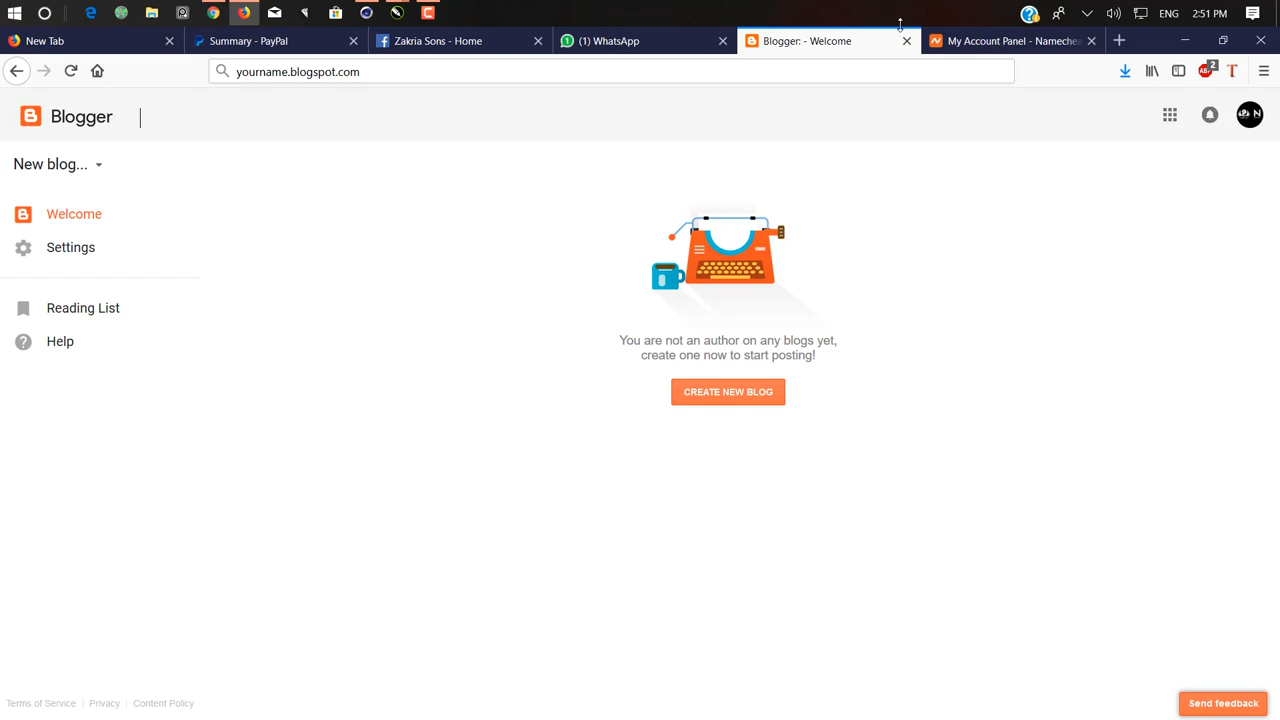 ENG 2:51 PM
New Tab
Summary - PayPal
Zakria Sons - Home
(1) WhatsApp
Blogger: - Welcome
My Account Panel - Namechea
yourname.blogspot.com
2
Blogger
New blog...
Welcome
Settings
Reading List
Help
You are not an author on any blogs yet,
create one now to start posting!
CREATE NEW BLOG
Terms of Service | Privacy | Content Policy
Send feedback